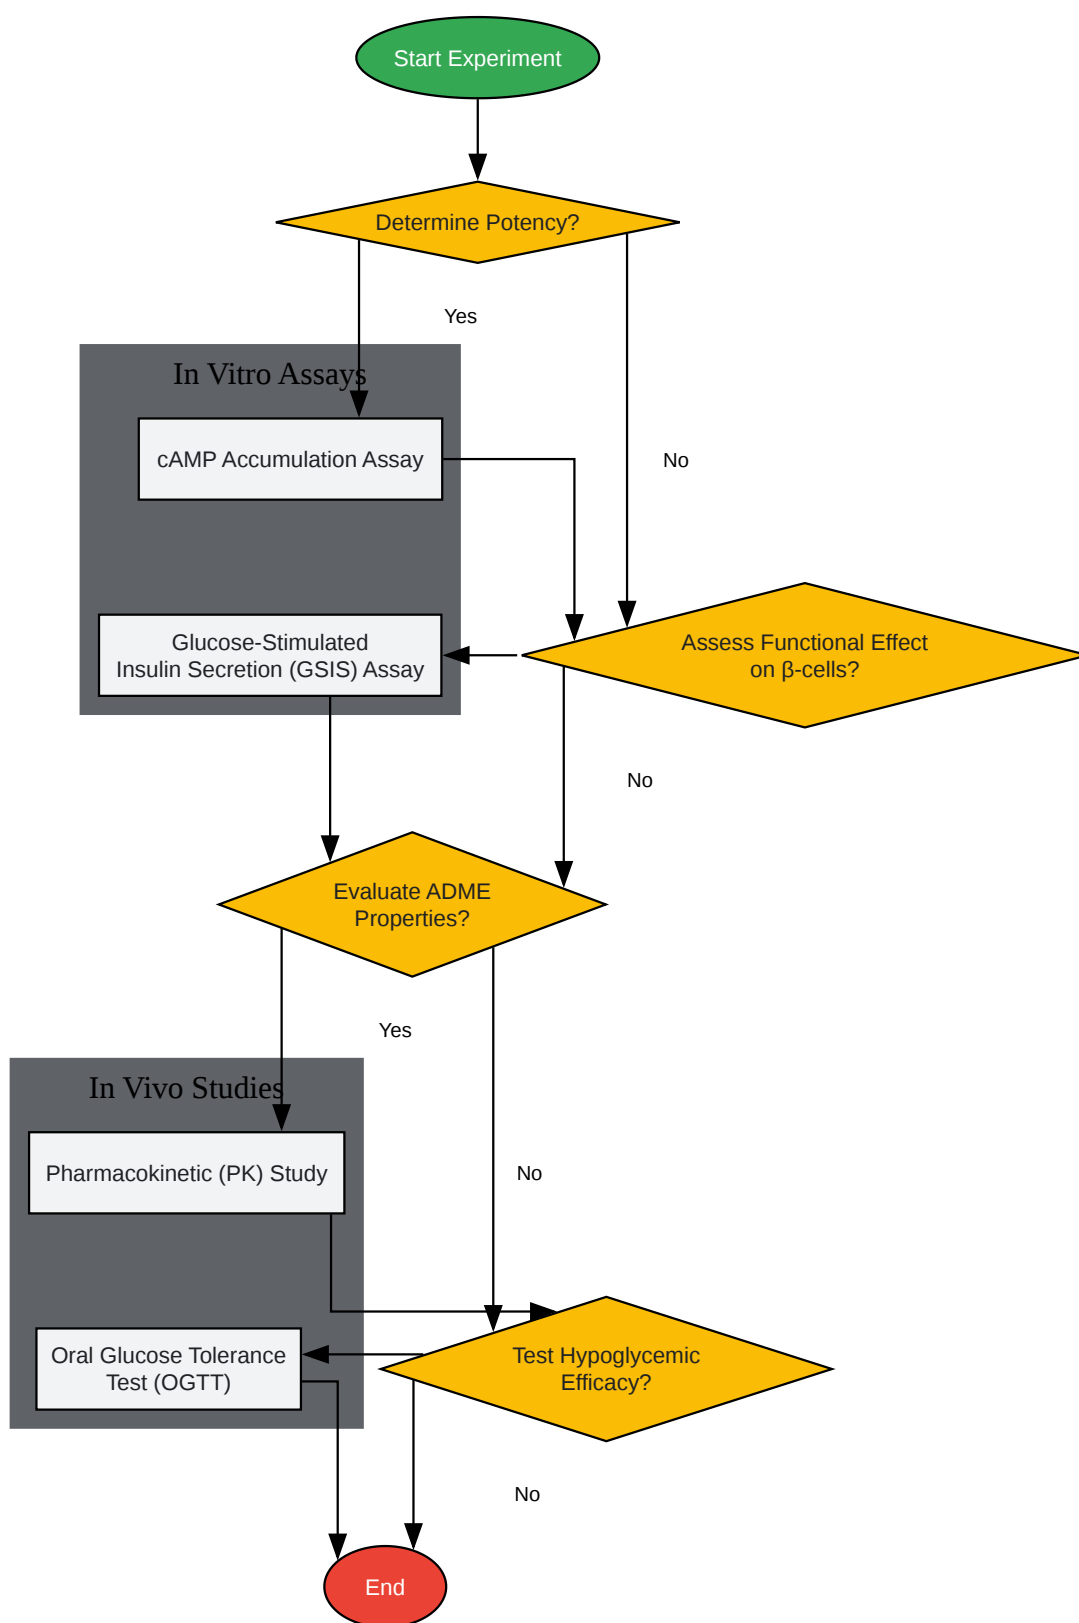 Start Experiment
Determine Potency?
Yes
In Vitro Assays
cAMP Accumulation Assay
No
Glucose-Stimulated
Insulin Secretion (GSIS) Assay
Assess Functional Effect
on β-cells?
No
Evaluate ADME
Properties?
Yes
In Vivo Studies
Pharmacokinetic (PK) Study
No
Oral Glucose Tolerance
Test (OGTT)
Test Hypoglycemic
Efficacy?
No
End